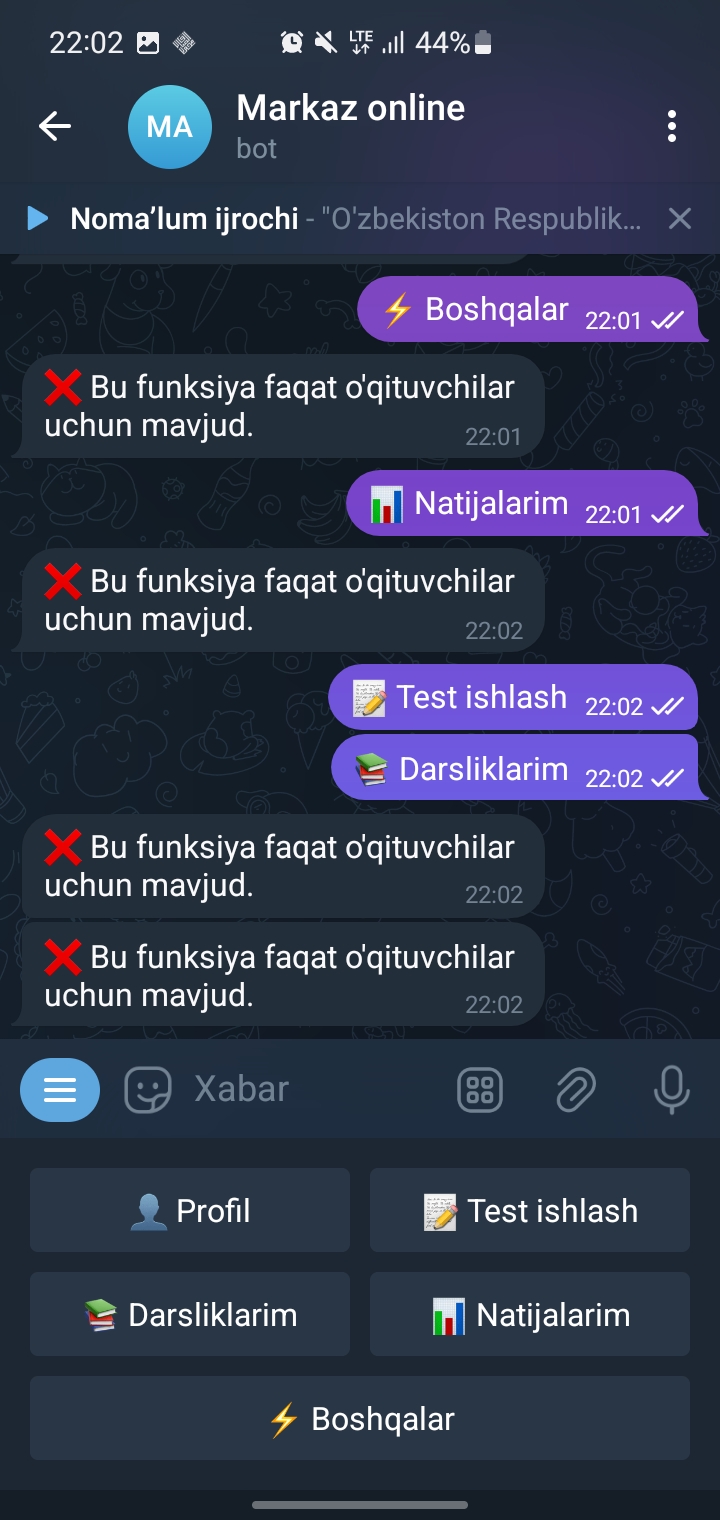 22:02 LTE 44%
MA
Markaz online
bot
Noma’lum ijrochi - "O'zbekiston Respublik...
⚡ Boshqalar 22:01
❌ Bu funksiya faqat o'qituvchilar
uchun mavjud. 22:01
📊 Natijalarim 22:01
❌ Bu funksiya faqat o'qituvchilar
uchun mavjud. 22:02
📝 Test ishlash 22:02
📚 Darsliklarim 22:02
❌ Bu funksiya faqat o'qituvchilar
uchun mavjud. 22:02
❌ Bu funksiya faqat o'qituvchilar
uchun mavjud. 22:02
Xabar
👤 Profil
📝 Test ishlash
📚 Darsliklarim
📊 Natijalarim
⚡ Boshqalar